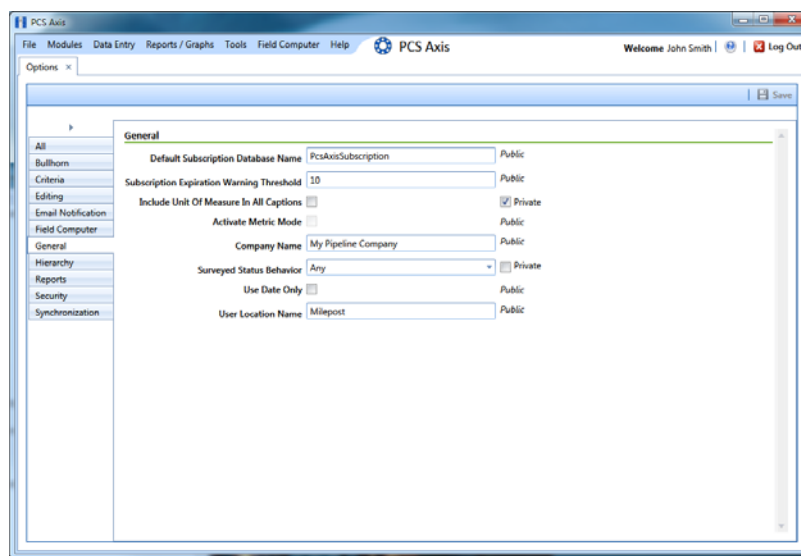 PCS Axis
File Modules Data Entry Reports / Graphs Tools Field Computer Help PCS Axis Welcome John Smith | | Log Out
Options ×
Save
All
Bullhorn
Criteria
Editing
Email Notification
Field Computer
General
Hierarchy
Reports
Security
Synchronization
General
Default Subscription Database Name PcsAxisSubscription Public
Subscription Expiration Warning Threshold 10 Public
Include Unit Of Measure In All Captions Private
Activate Metric Mode Public
Company Name My Pipeline Company Public
Surveyed Status Behavior Any Private
Use Date Only Public
User Location Name Milepost Public